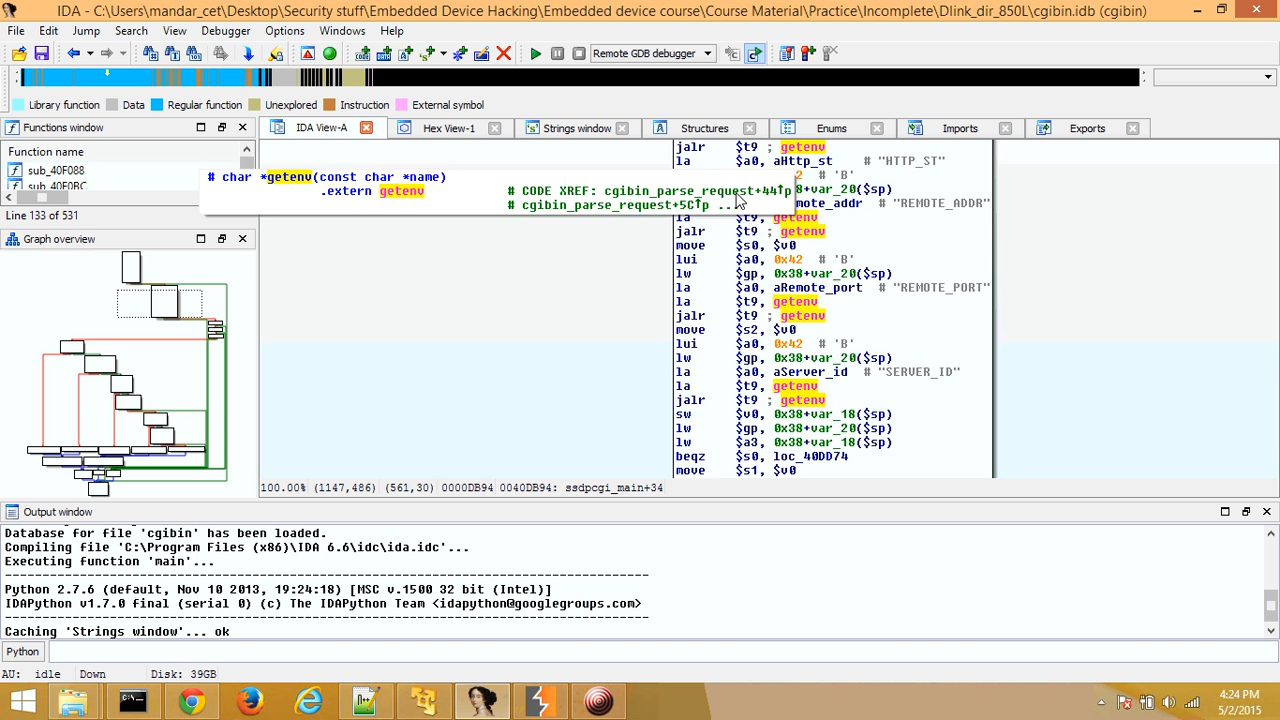 IDA - C:\Users\mandar_cet\Desktop\Security stuff\Embedded Device Hacking\Embedded device course\Course Material\Practice\Incomplete\Dlink_dir_850L\cgibin.idb (cgibin)
File Edit Jump Search View Debugger Options Windows Help
Remote GDB debugger
Library function Data Regular function Unexplored Instruction External symbol
Functions window
IDA View-A Hex View-1 Strings window Structures Enums Imports Exports
Function name
sub_40F088
sub_40F0BC
Line 133 of 531
Graph overview
jalr $t9 ; getenv
la $a0, aHttp_st # "HTTP_ST"
2 # 'B'
# char *getenv(const char *name)
.extern getenv # CODE XREF: cgibin_parse_request+44↑p
# cgibin_parse_request+5C↑p ...
38+var_20($sp)
emote_addr # "REMOTE_ADDR"
$t9, getenv
jalr $t9 ; getenv
move $s0, $v0
lui $a0, 0x42 # 'B'
lw $gp, 0x38+var_20($sp)
la $a0, aRemote_port # "REMOTE_PORT"
la $t9, getenv
jalr $t9 ; getenv
move $s2, $v0
lui $a0, 0x42 # 'B'
lw $gp, 0x38+var_20($sp)
la $a0, aServer_id # "SERVER_ID"
la $t9, getenv
jalr $t9 ; getenv
sw $v0, 0x38+var_18($sp)
lw $gp, 0x38+var_20($sp)
lw $a3, 0x38+var_18($sp)
beqz $s0, loc_40DD74
move $s1, $v0
100.00% (1147,486) (561,30) 0000DB94 0040DB94: ssdpcgi_main+34
Output window
Database for file 'cgibin' has been loaded.
Compiling file 'C:\Program Files (x86)\IDA 6.6\idc\ida.idc'...
Executing function 'main'...
Python 2.7.6 (default, Nov 10 2013, 19:24:18) [MSC v.1500 32 bit (Intel)]
IDAPython v1.7.0 final (serial 0) (c) The IDAPython Team <idapython@googlegroups.com>
Caching 'Strings window'... ok
Python
AU: idle Down Disk: 39GB
4:24 PM
5/2/2015